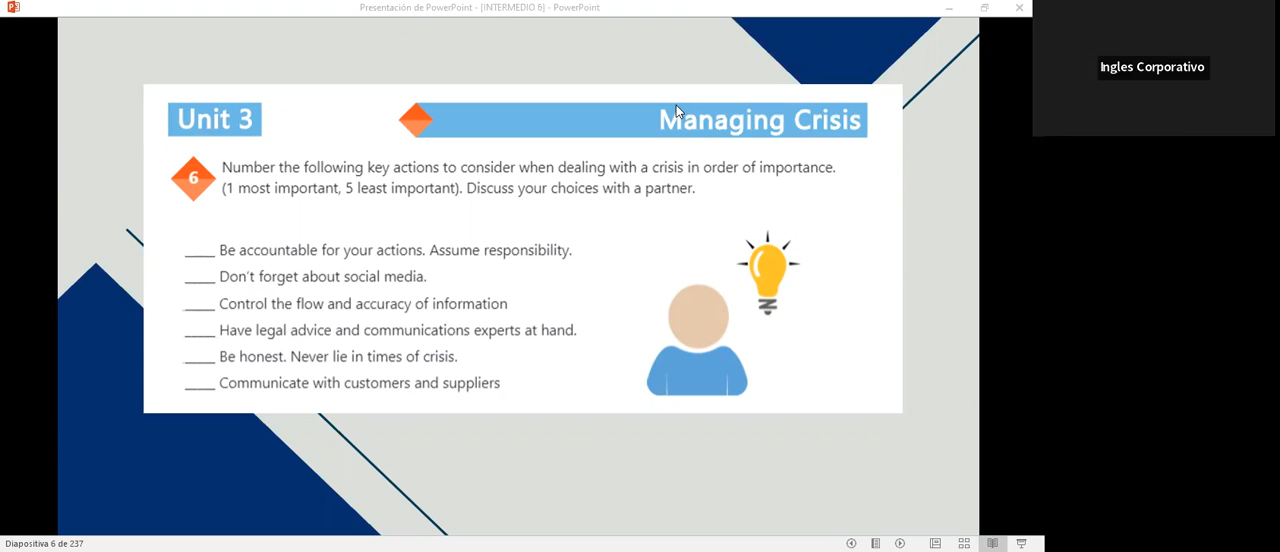 Presentación de PowerPoint - [INTERMEDIO 6] - PowerPoint
Ingles Corporativo
Unit 3
Managing Crisis
6
Number the following key actions to consider when dealing with a crisis in order of importance.
(1 most important, 5 least important). Discuss your choices with a partner.
____ Be accountable for your actions. Assume responsibility.
____ Don't forget about social media.
____ Control the flow and accuracy of information
____ Have legal advice and communications experts at hand.
____ Be honest. Never lie in times of crisis.
____ Communicate with customers and suppliers
Diapositiva 6 de 237